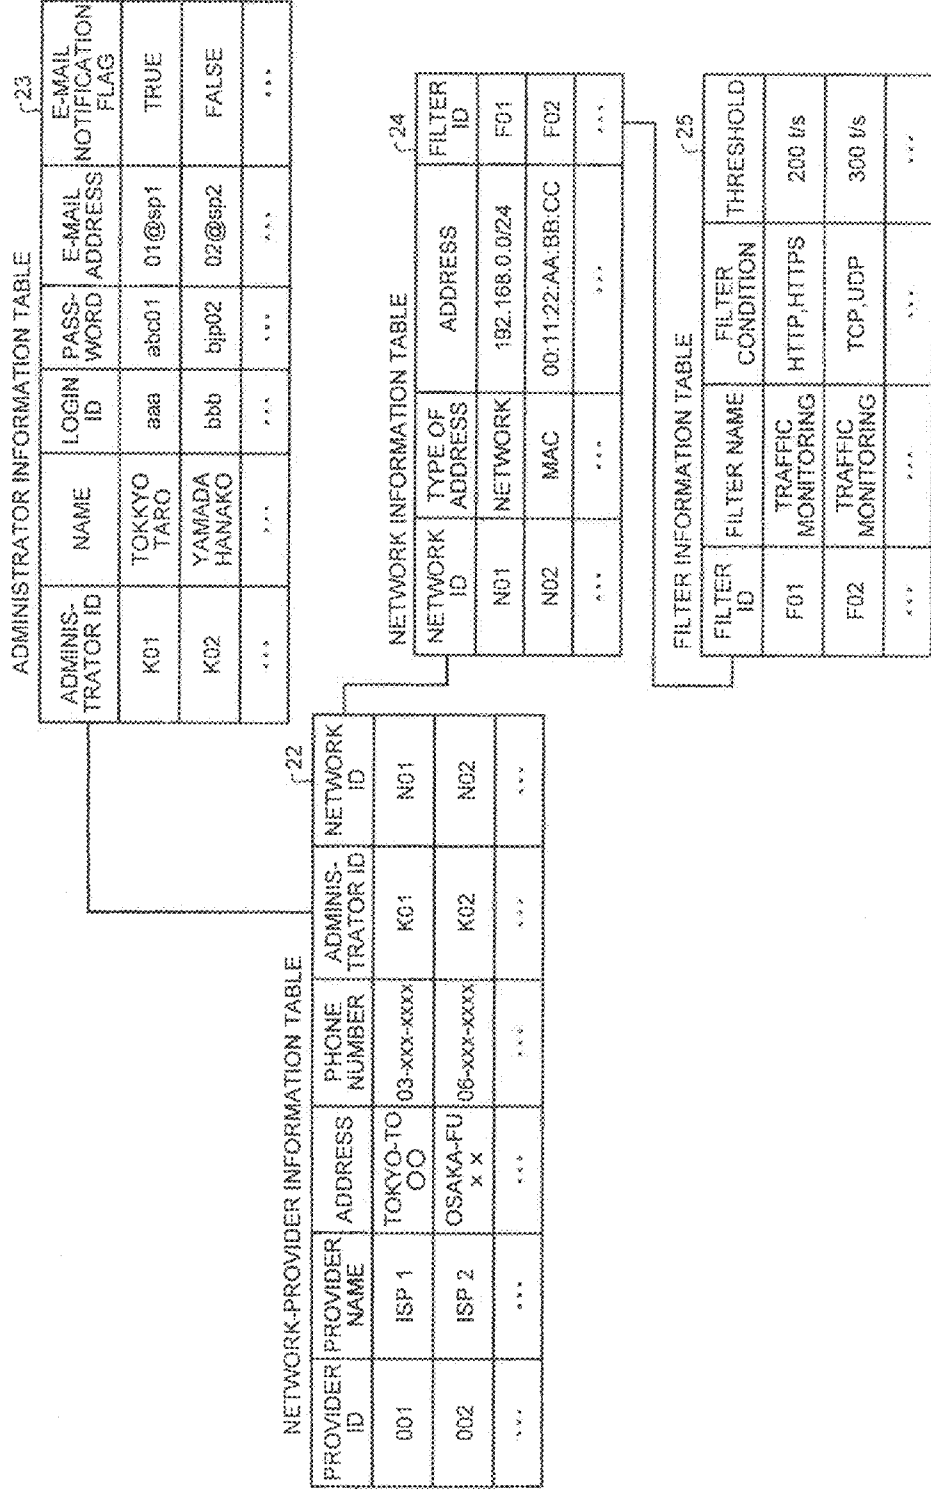 ADMINISTRATOR INFORMATION TABLE
23
ADMINIS-
TRATOR ID
NAME
LOGIN
ID
PASS-
WORD
E-MAIL
ADDRESS
E-MAIL
NOTIFICATION
FLAG
K01
TOKKYO
TARO
aaa
abc01
01@sp1
TRUE
K02
YAMADA
HANAKO
bbb
bjp02
02@sp2
FALSE
... ... ... ... ... ...
NETWORK-PROVIDER INFORMATION TABLE
22
PROVIDER
ID
PROVIDER
NAME
ADDRESS
PHONE
NUMBER
ADMINIS-
TRATOR ID
NETWORK
ID
001
ISP 1
TOKYO-TO
○○
03-xxx-xxxx
K01
N01
002
ISP 2
OSAKA-FU
x x
06-xxx-xxxx
K02
N02
... ... ... ... ... ...
NETWORK INFORMATION TABLE
24
NETWORK
ID
TYPE OF
ADDRESS
ADDRESS
FILTER
ID
N01
NETWORK
192.168.0.0/24
F01
N02
MAC
00:11:22:AA:BB:CC
F02
... ... ... ...
FILTER INFORMATION TABLE
25
FILTER
ID
FILTER NAME
FILTER
CONDITION
THRESHOLD
F01
TRAFFIC
MONITORING
HTTP,HTTPS
200 t/s
F02
TRAFFIC
MONITORING
TCP,UDP
300 t/s
... ... ... ...